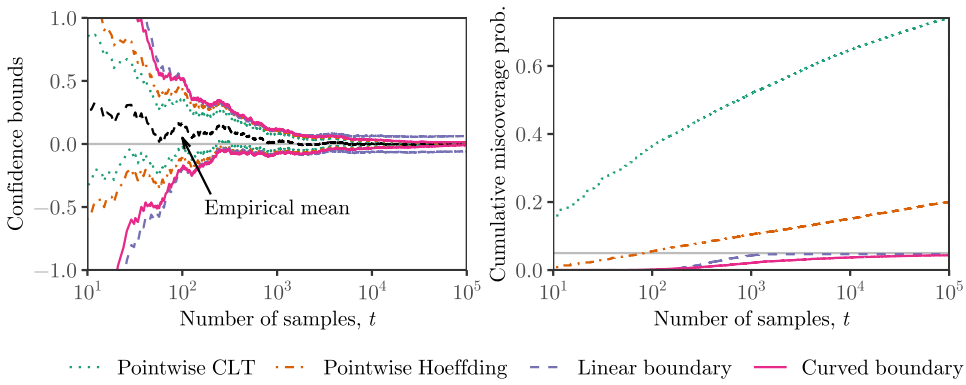 Confidence bounds
1.0
0.5
0.0
−0.5
−1.0
Empirical mean
10^1
10^2
10^3
10^4
10^5
Number of samples, t
Cumulative miscoverage prob.
0.6
0.4
0.2
0.0
10^1
10^2
10^3
10^4
10^5
Number of samples, t
Pointwise CLT
Pointwise Hoeffding
Linear boundary
Curved boundary